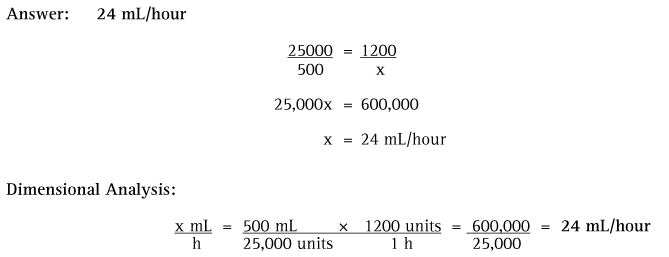 Answer: 24 mL/hour
25000 = 1200
500 x
25,000x = 600,000
x = 24 mL/hour
Dimensional Analysis:
x mL = 500 mL × 1200 units = 600,000 = 24 mL/hour
h 25,000 units 1 h 25,000